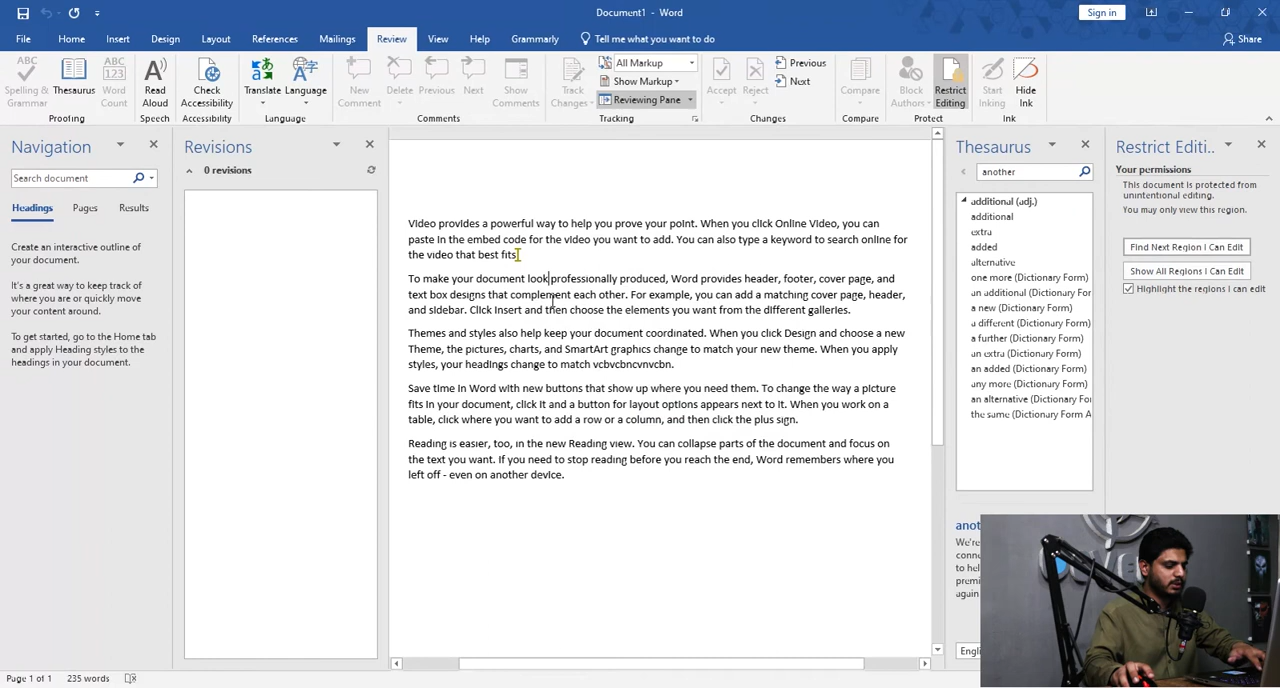 Document1 - Word
Sign in
File Home Insert Design Layout References Mailings Review View Help Grammarly Tell me what you want to do Share
ABC Spelling & Grammar
Thesaurus
ABC 123 Word Count
Proofing
Read Aloud
Speech
Check Accessibility
Accessibility
Translate
Language
Language
New Comment
Delete
Previous
Next
Show Comments
Comments
Track Changes
All Markup
Show Markup
Reviewing Pane
Tracking
Accept
Reject
Previous
Next
Changes
Compare
Compare
Block Authors
Restrict Editing
Protect
Start Inking
Hide Ink
Ink
Navigation
Search document
Headings Pages Results
Create an interactive outline of
your document.
It's a great way to keep track of
where you are or quickly move
your content around.
To get started, go to the Home tab
and apply Heading styles to the
headings in your document.
Revisions
0 revisions
Video provides a powerful way to help you prove your point. When you click Online Video, you can
paste in the embed code for the video you want to add. You can also type a keyword to search online for
the video that best fits
To make your document look professionally produced, Word provides header, footer, cover page, and
text box designs that complement each other. For example, you can add a matching cover page, header,
and sidebar. Click Insert and then choose the elements you want from the different galleries.
Themes and styles also help keep your document coordinated. When you click Design and choose a new
Theme, the pictures, charts, and SmartArt graphics change to match your new theme. When you apply
styles, your headings change to match vcbvcbncvnvcbn.
Save time in Word with new buttons that show up where you need them. To change the way a picture
fits in your document, click it and a button for layout options appears next to it. When you work on a
table, click where you want to add a row or a column, and then click the plus sign.
Reading is easier, too, in the new Reading view. You can collapse parts of the document and focus on
the text you want. If you need to stop reading before you reach the end, Word remembers where you
left off - even on another device.
Thesaurus
another
additional (adj.)
additional
extra
added
alternative
one more (Dictionary Form)
an additional (Dictionary Form)
a new (Dictionary Form)
a different (Dictionary Form)
a further (Dictionary Form)
an extra (Dictionary Form)
an added (Dictionary Form)
any more (Dictionary Form)
an alternative (Dictionary For
the same (Dictionary Form A
anot
We're
conne
to hel
premi
again
Engli
Restrict Editi..
Your permissions
This document is protected from
unintentional editing.
You may only view this region.
Find Next Region I Can Edit
Show All Regions I Can Edit
Highlight the regions I can edit
Page 1 of 1 235 words